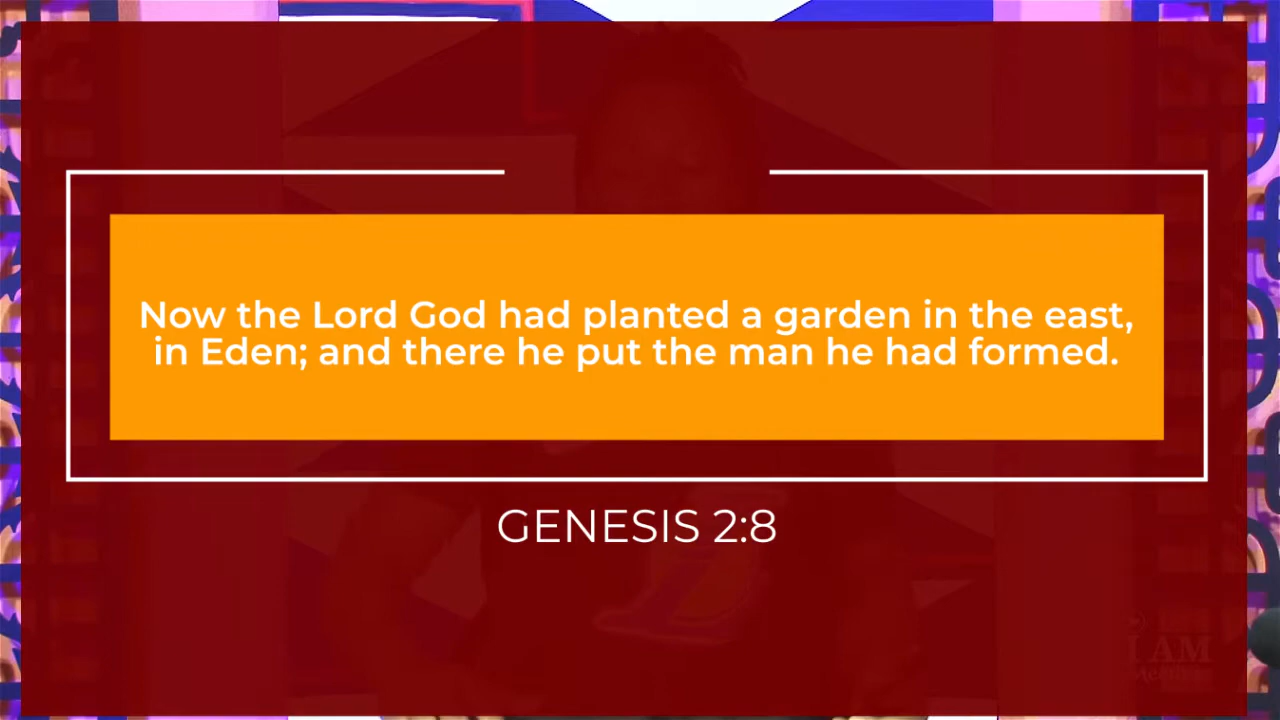 Now the Lord God had planted a garden in the east,
in Eden; and there he put the man he had formed.
GENESIS 2:8
I AM